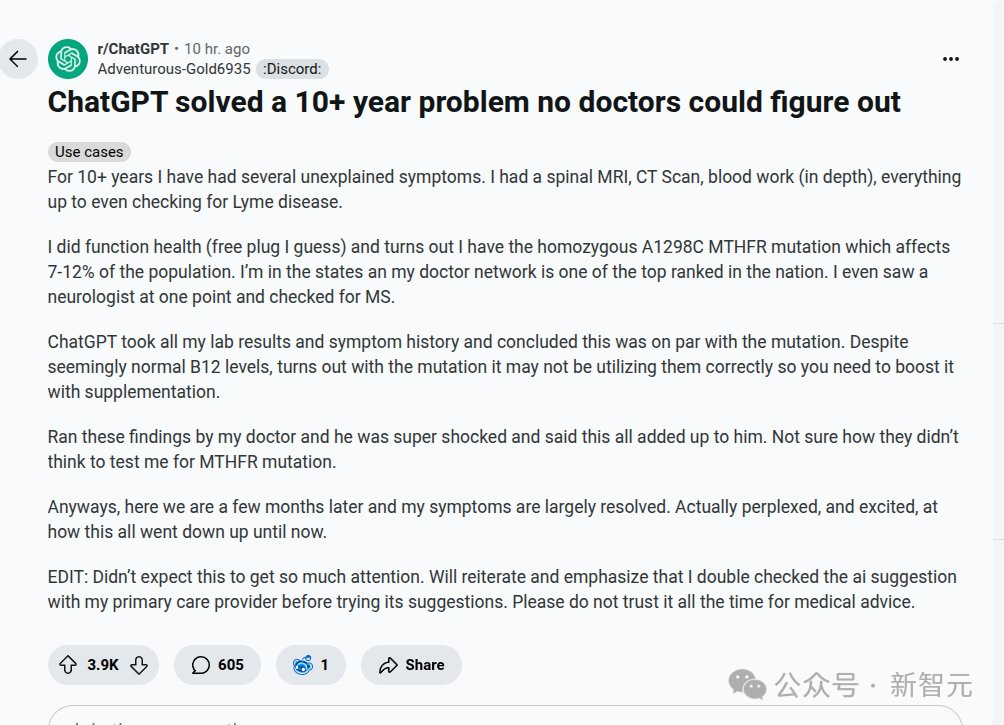 r/ChatGPT • 10 hr. ago
Adventurous-Gold6935 :Discord:
ChatGPT solved a 10+ year problem no doctors could figure out
Use cases
For 10+ years I have had several unexplained symptoms. I had a spinal MRI, CT Scan, blood work (in depth), everything
up to even checking for Lyme disease.
I did function health (free plug I guess) and turns out I have the homozygous A1298C MTHFR mutation which affects
7-12% of the population. I’m in the states an my doctor network is one of the top ranked in the nation. I even saw a
neurologist at one point and checked for MS.
ChatGPT took all my lab results and symptom history and concluded this was on par with the mutation. Despite
seemingly normal B12 levels, turns out with the mutation it may not be utilizing them correctly so you need to boost it
with supplementation.
Ran these findings by my doctor and he was super shocked and said this all added up to him. Not sure how they didn’t
think to test me for MTHFR mutation.
Anyways, here we are a few months later and my symptoms are largely resolved. Actually perplexed, and excited, at
how this all went down up until now.
EDIT: Didn’t expect this to get so much attention. Will reiterate and emphasize that I double checked the ai suggestion
with my primary care provider before trying its suggestions. Please do not trust it all the time for medical advice.
3.9K 605 1 Share
公众号 · 新智元